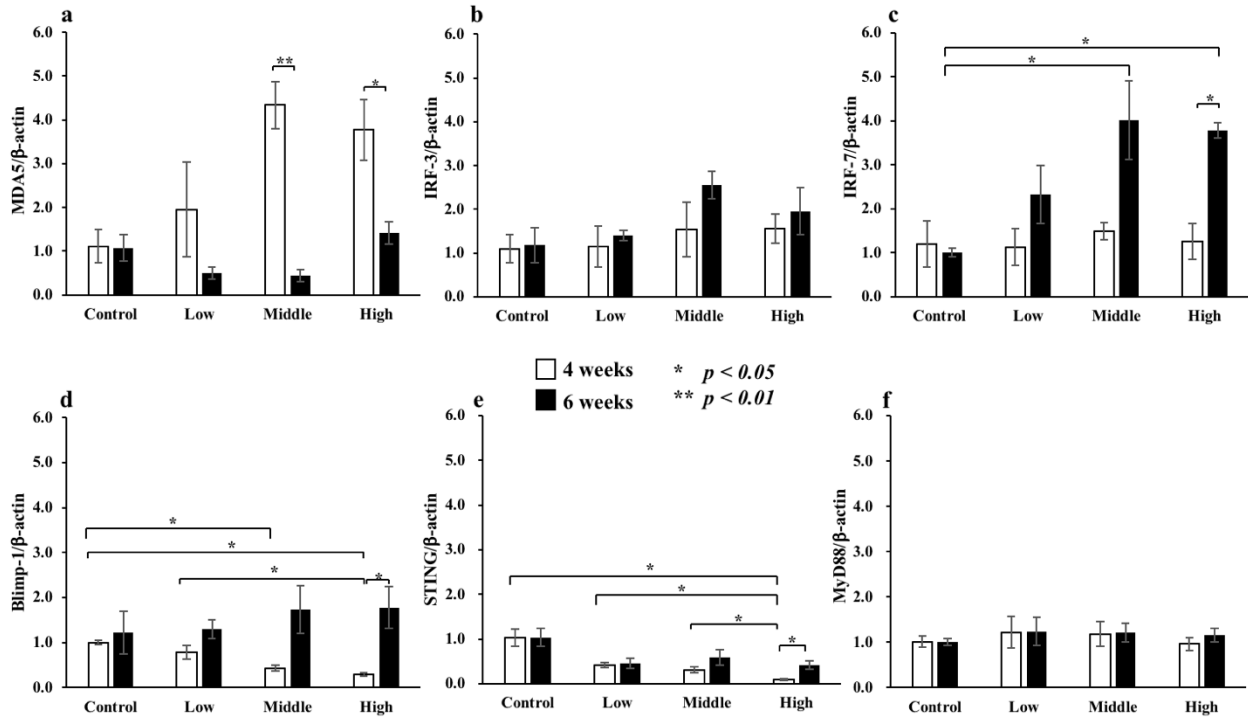 a
MDA5/β-actin
6.0
5.0
4.0
3.0
2.0
1.0
0.0
**
*
Control Low Middle High
b
IRF-3/β-actin
6.0
5.0
4.0
3.0
2.0
1.0
0.0
Control Low Middle High
c
IRF-7/β-actin
6.0
5.0
4.0
3.0
2.0
1.0
0.0
*
*
*
Control Low Middle High
4 weeks * p < 0.05
6 weeks ** p < 0.01
d
Blimp-1/β-actin
6.0
5.0
4.0
3.0
2.0
1.0
0.0
*
*
*
*
Control Low Middle High
e
STING/β-actin
6.0
5.0
4.0
3.0
2.0
1.0
0.0
*
*
*
*
Control Low Middle High
f
MyD88/β-actin
6.0
5.0
4.0
3.0
2.0
1.0
0.0
Control Low Middle High